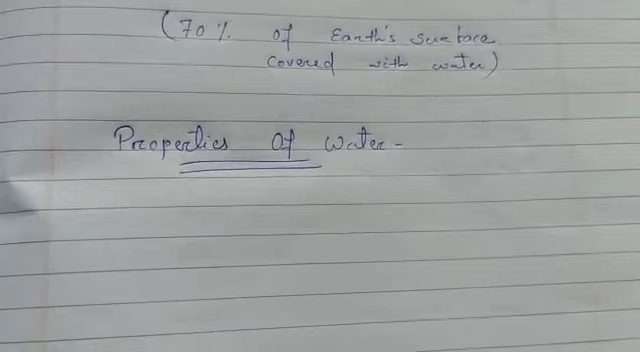 (70% of Earth's surface
covered with water)
Properties Of water -